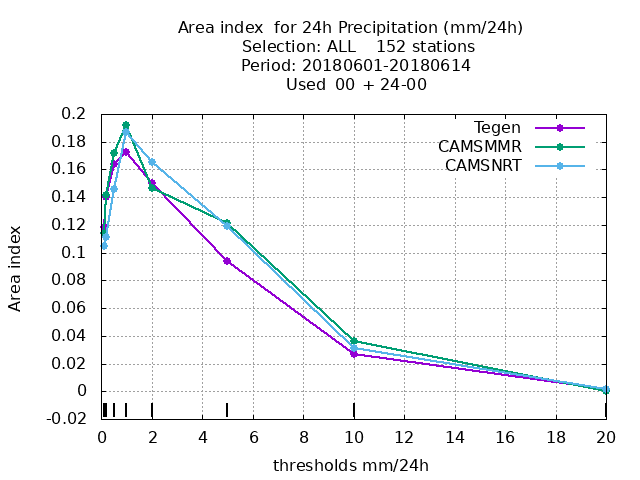 Area index  for 24h Precipitation (mm/24h)
Selection: ALL    152 stations
Period: 20180601-20180614
Used  00  + 24-00
Tegen
CAMSMMR
CAMSNRT
0.2
0.18
0.16
0.14
0.12
0.1
0.08
0.06
0.04
0.02
0
-0.02
Area index
0 2 4 6 8 10 12 14 16 18 20
thresholds mm/24h